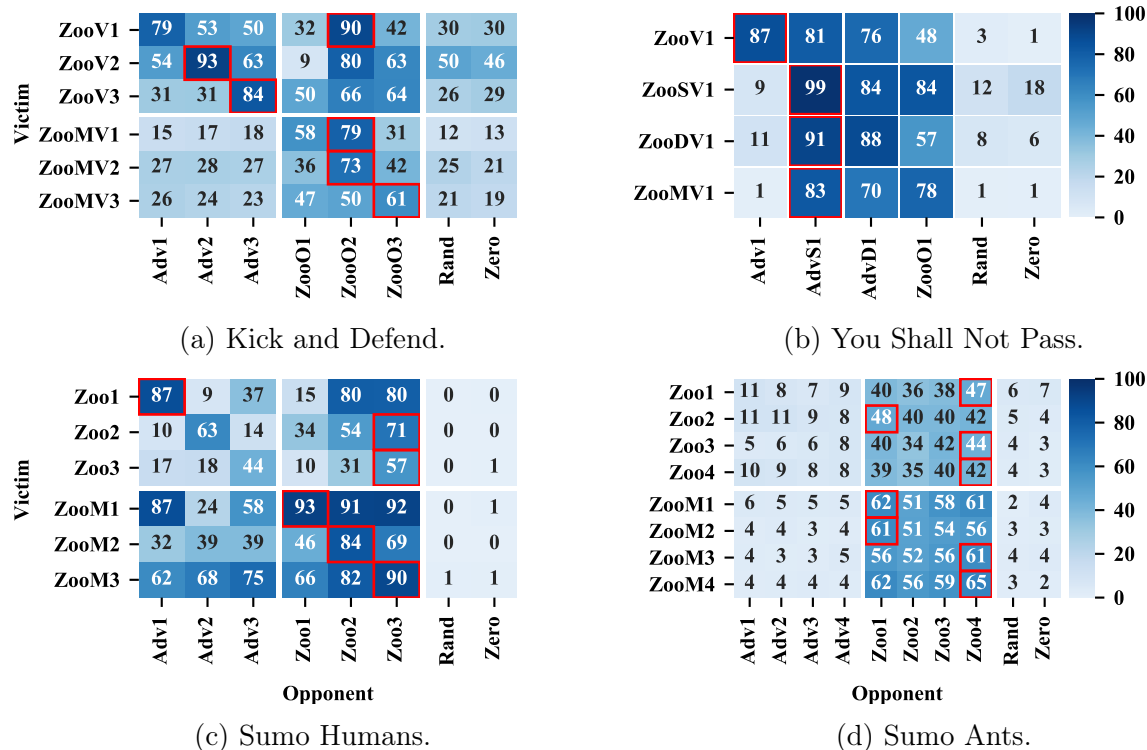 Victim
ZooV1 79 53 50 32 90 42 30 30
ZooV2 54 93 63 9 80 63 50 46
ZooV3 31 31 84 50 66 64 26 29
ZooMV1 15 17 18 58 79 31 12 13
ZooMV2 27 28 27 36 73 42 25 21
ZooMV3 26 24 23 47 50 61 21 19
Adv1 Adv2 Adv3 ZooO1 ZooO2 ZooO3 Rand Zero
(a) Kick and Defend.
ZooV1 87 81 76 48 3 1
ZooSV1 9 99 84 84 12 18
ZooDV1 11 91 88 57 8 6
ZooMV1 1 83 70 78 1 1
Adv1 AdvS1 AdvD1 ZooO1 Rand Zero
100
80
60
40
20
0
(b) You Shall Not Pass.
Victim
Zoo1 87 9 37 15 80 80 0 0
Zoo2 10 63 14 34 54 71 0 0
Zoo3 17 18 44 10 31 57 0 1
ZooM1 87 24 58 93 91 92 0 1
ZooM2 32 39 39 46 84 69 0 0
ZooM3 62 68 75 66 82 90 1 1
Adv1 Adv2 Adv3 Zoo1 Zoo2 Zoo3 Rand Zero
Opponent
(c) Sumo Humans.
Zoo1 11 8 7 9 40 36 38 47 6 7
Zoo2 11 11 9 8 48 40 40 42 5 4
Zoo3 5 6 6 8 40 34 42 44 4 3
Zoo4 10 9 8 8 39 35 40 42 4 3
ZooM1 6 5 5 5 62 51 58 61 2 4
ZooM2 4 4 3 4 61 51 54 56 3 3
ZooM3 4 3 3 5 56 52 56 61 4 4
ZooM4 4 4 4 4 62 56 59 65 3 2
Adv1 Adv2 Adv3 Adv4 Zoo1 Zoo2 Zoo3 Zoo4 Rand Zero
100
80
60
40
20
0
Opponent
(d) Sumo Ants.